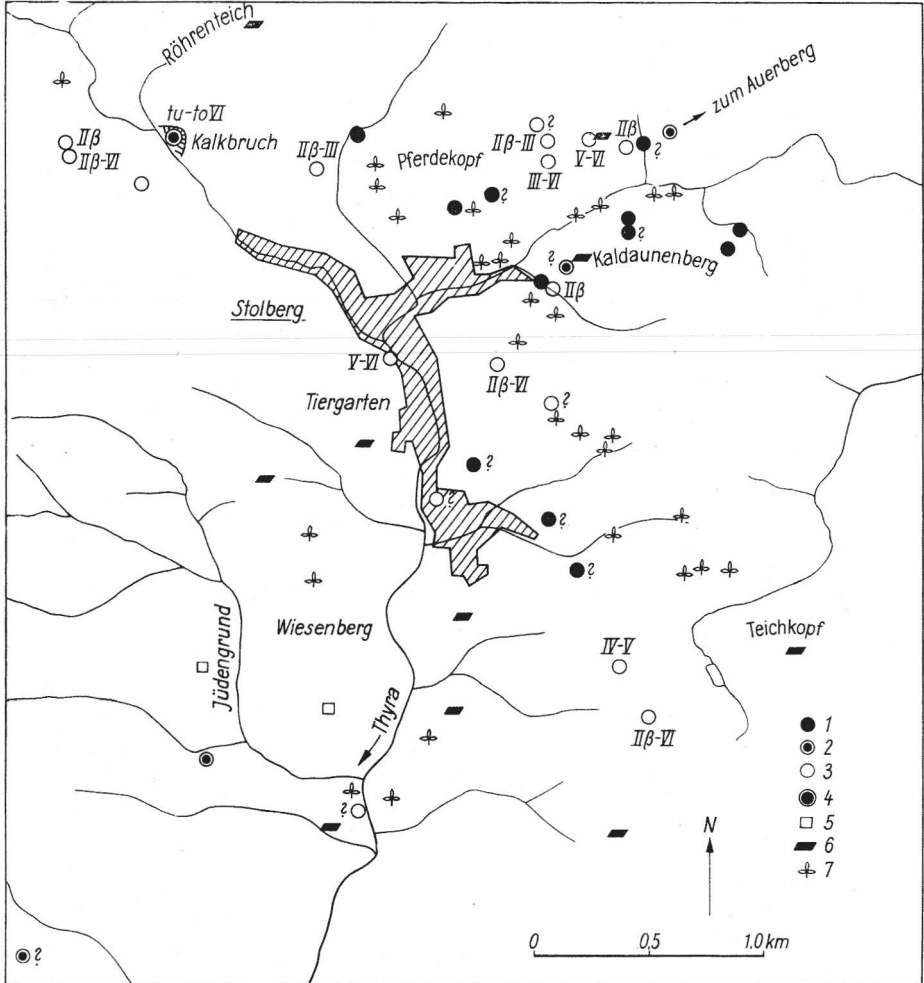 Röhrenteich
zum Auerberg
tu-to VI
Kalkbruch
IIβ
IIβ-VI
IIβ-III
Pferdekopf
?
IIβ-III
III-VI
V-VI
IIβ
?
?
?
?
Kaldaunenberg
IIβ
Stolberg
V-VI
IIβ-VI
Tiergarten
?
?
?
?
?
Jüdengrund
Wiesenberg
Thyra
Teichkopf
IV-V
IIβ-VI
?
?
1
2
3
4
5
6
7
N
0 0,5 1.0 km